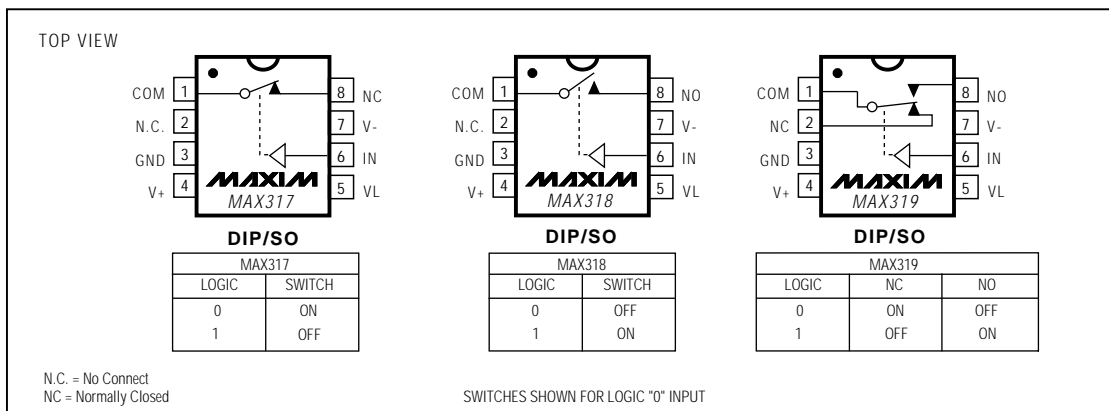 TOP VIEW
COM 1 8 NC
N.C. 2 7 V-
GND 3 6 IN
V+ 4 5 VL
MAXIM
MAX317
DIP/SO
MAX317
LOGIC SWITCH
0 ON
1 OFF
COM 1 8 NO
N.C. 2 7 V-
GND 3 6 IN
V+ 4 5 VL
MAXIM
MAX318
DIP/SO
MAX318
LOGIC SWITCH
0 OFF
1 ON
COM 1 8 NO
NC 2 7 V-
GND 3 6 IN
V+ 4 5 VL
MAXIM
MAX319
DIP/SO
MAX319
LOGIC NC NO
0 ON OFF
1 OFF ON
N.C. = No Connect
NC = Normally Closed
SWITCHES SHOWN FOR LOGIC "0" INPUT